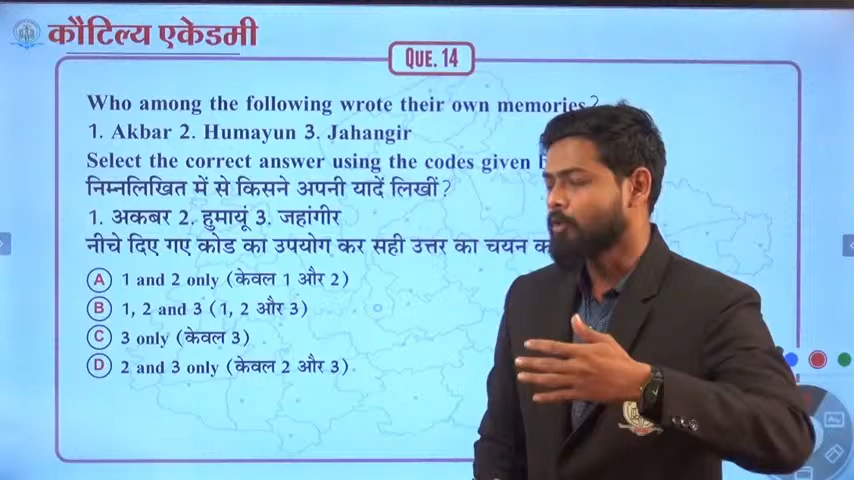 कौटिल्य एकेडमी
QUE. 14
Who among the following wrote their own memories?
1. Akbar 2. Humayun 3. Jahangir
Select the correct answer using the codes given
निम्नलिखित में से किसने अपनी यादें लिखीं?
1. अकबर 2. हुमायूं 3. जहांगीर
नीचे दिए गए कोड का उपयोग कर सही उत्तर का चयन
A 1 and 2 only (केवल 1 और 2)
B 1, 2 and 3 (1, 2 और 3)
C 3 only (केवल 3)
D 2 and 3 only (केवल 2 और 3)